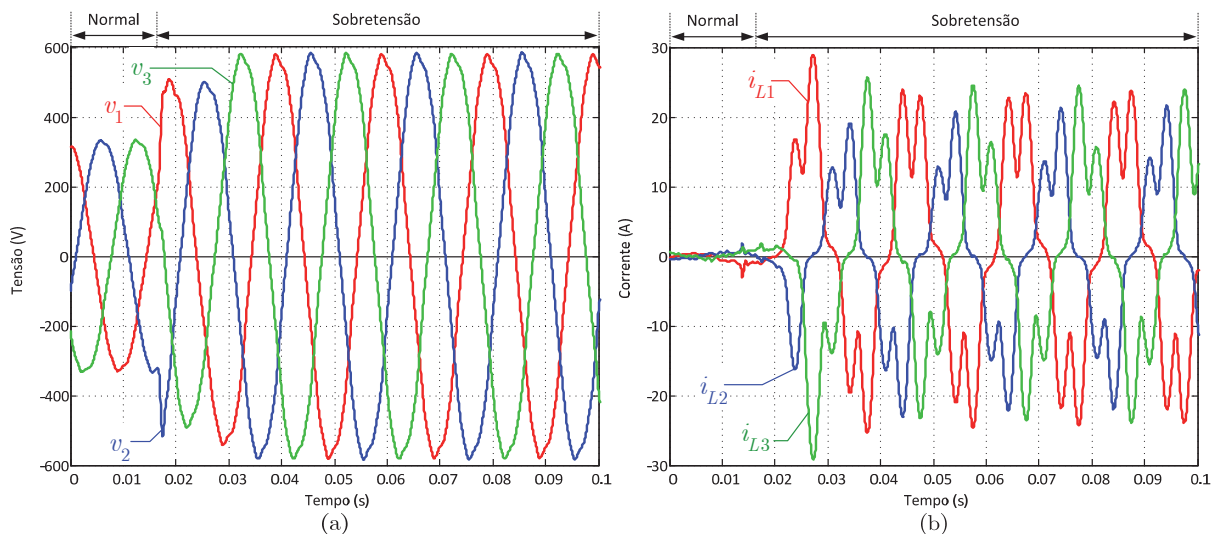 Normal
Sobretensão
600
400
200
0
-200
-400
-600
Tensão (V)
v3
v1
v2
0 0.01 0.02 0.03 0.04 0.05 0.06 0.07 0.08 0.09 0.1
Tempo (s)
(a)
Normal
Sobretensão
30
20
10
0
-10
-20
-30
Corrente (A)
iL1
iL2
iL3
0 0.01 0.02 0.03 0.04 0.05 0.06 0.07 0.08 0.09 0.1
Tempo (s)
(b)